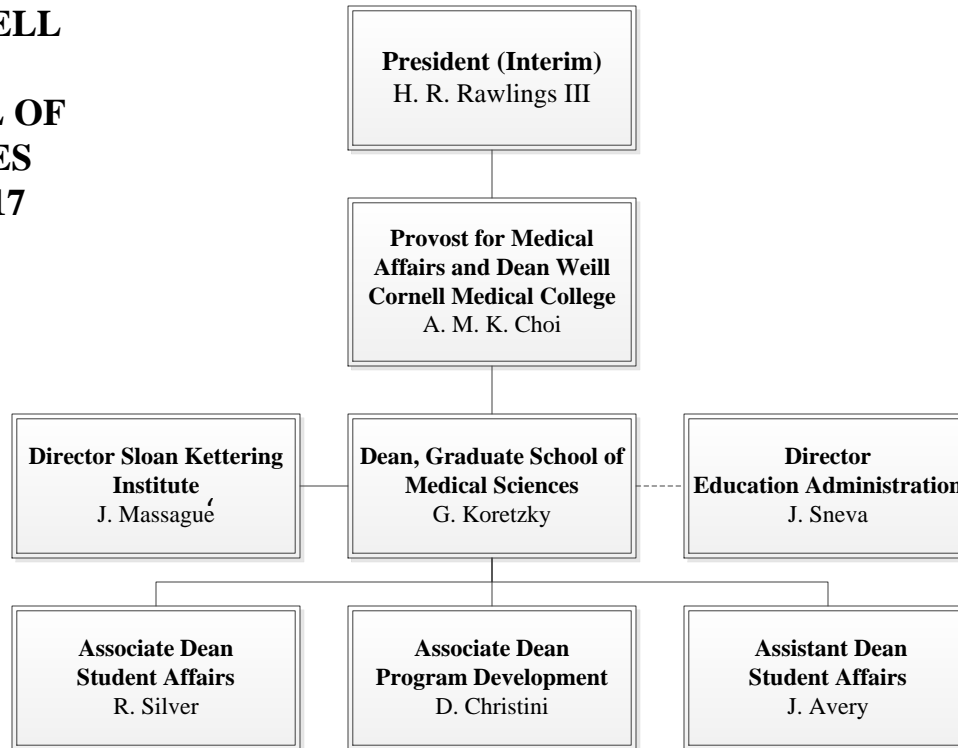 ELL
L OF
ES
17
President (Interim)
H. R. Rawlings III
Provost for Medical
Affairs and Dean Weill
Cornell Medical College
A. M. K. Choi
Director Sloan Kettering
Institute
J. Massagué
Dean, Graduate School of
Medical Sciences
G. Koretzky
Director
Education Administration
J. Sneva
Associate Dean
Student Affairs
R. Silver
Associate Dean
Program Development
D. Christini
Assistant Dean
Student Affairs
J. Avery